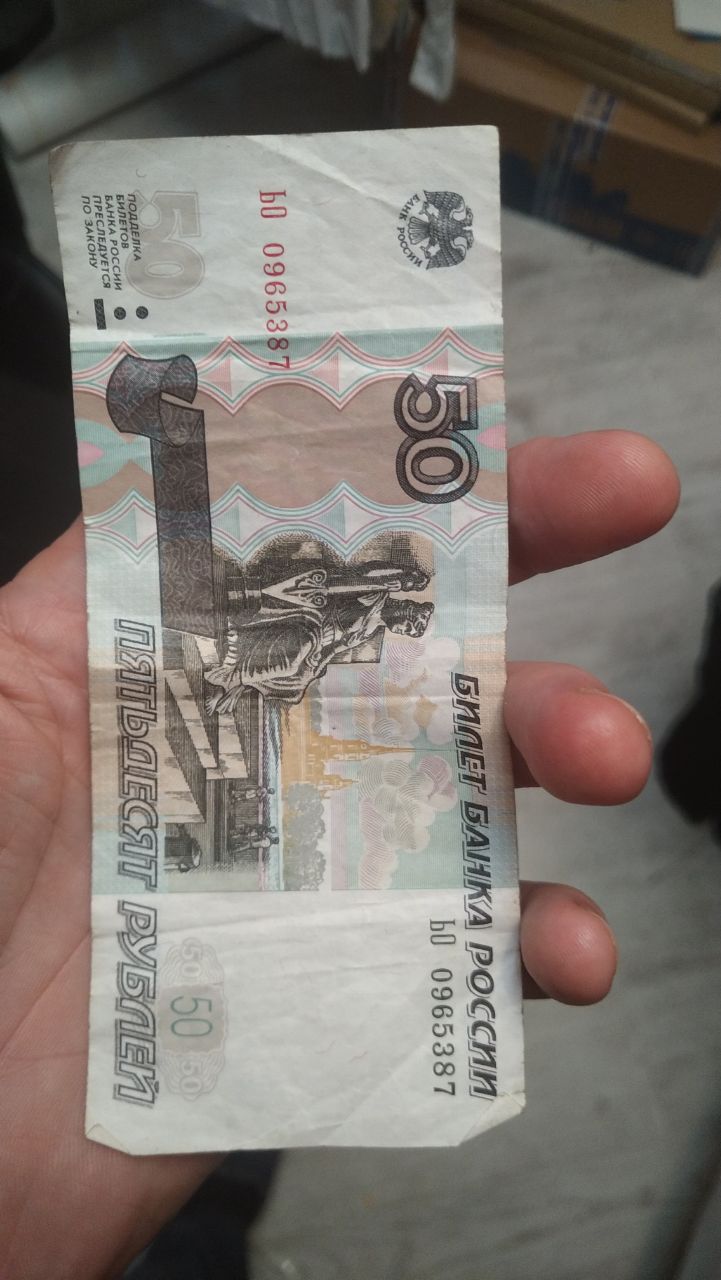 БАНК РОССИИ
50
БИЛЕТ БАНКА РОССИИ
ЬО 0965387
ЬО 0965387
50
ПОДДЕЛКА
БИЛЕТОВ
БАНКА РОССИИ
ПРЕСЛЕДУЕТСЯ
ПО ЗАКОНУ
50 50 50
ПЯТЬДЕСЯТ РУБЛЕЙ